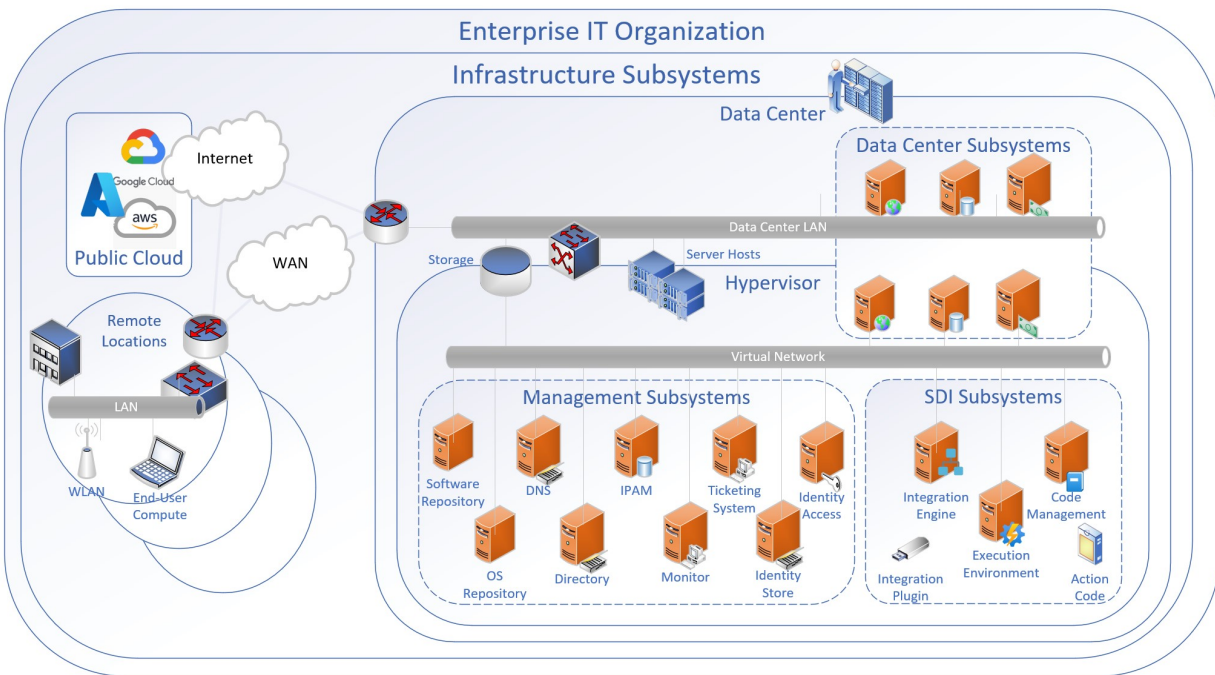 Enterprise IT Organization
Infrastructure Subsystems
Data Center
Data Center Subsystems
Internet
Google Cloud
aws
Public Cloud
WAN
Data Center LAN
Storage
Server Hosts
Hypervisor
Remote
Locations
Virtual Network
LAN
WLAN
End-User
Compute
Management Subsystems
Software
Repository
DNS
IPAM
Ticketing
System
Identity
Access
OS
Repository
Directory
Monitor
Identity
Store
SDI Subsystems
Integration
Engine
Code
Management
Execution
Environment
Integration
Plugin
Action
Code